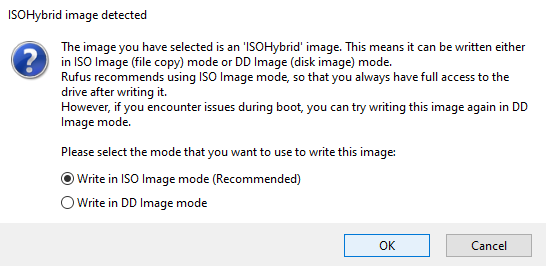 ISOHybrid image detected
The image you have selected is an 'ISOHybrid' image. This means it can be written either
in ISO Image (file copy) mode or DD Image (disk image) mode.
Rufus recommends using ISO Image mode, so that you always have full access to the
drive after writing it.
However, if you encounter issues during boot, you can try writing this image again in DD
Image mode.
Please select the mode that you want to use to write this image:
Write in ISO Image mode (Recommended)
Write in DD Image mode
OK
Cancel